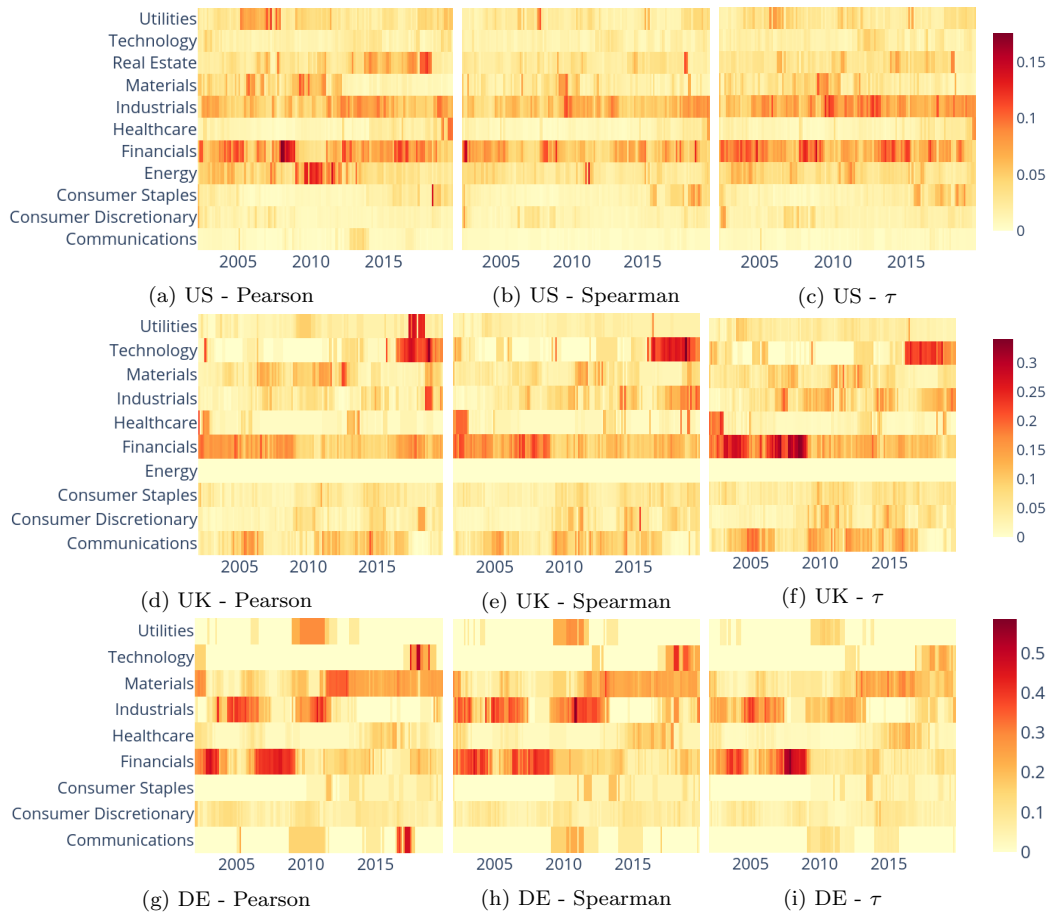 Utilities
Technology
Real Estate
Materials
Industrials
Healthcare
Financials
Energy
Consumer Staples
Consumer Discretionary
Communications
2005 2010 2015
2005 2010 2015
2005 2010 2015
0.15
0.1
0.05
0
(a) US - Pearson
(b) US - Spearman
(c) US - τ
Utilities
Technology
Materials
Industrials
Healthcare
Financials
Energy
Consumer Staples
Consumer Discretionary
Communications
2005 2010 2015
2005 2010 2015
2005 2010 2015
0.3
0.25
0.2
0.15
0.1
0.05
0
(d) UK - Pearson
(e) UK - Spearman
(f) UK - τ
Utilities
Technology
Materials
Industrials
Healthcare
Financials
Consumer Staples
Consumer Discretionary
Communications
2005 2010 2015
2005 2010 2015
2005 2010 2015
0.5
0.4
0.3
0.2
0.1
0
(g) DE - Pearson
(h) DE - Spearman
(i) DE - τ